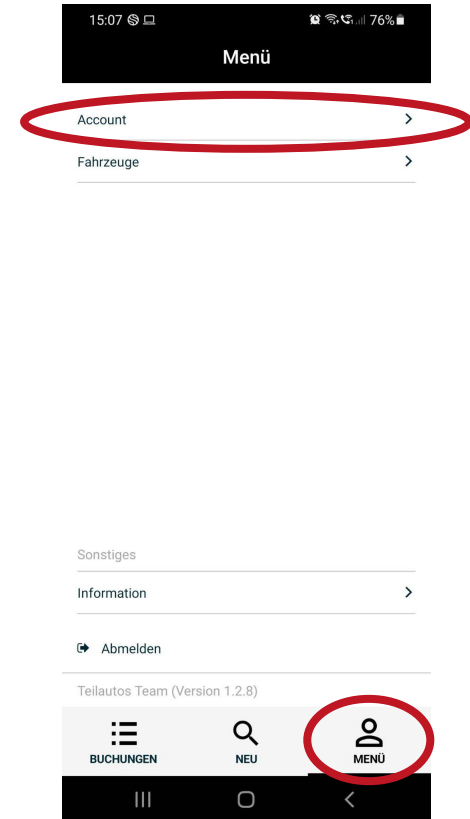 15:07 76%
Menü
Account
Fahrzeuge
Sonstiges
Information
Abmelden
Teilautos Team (Version 1.2.8)
BUCHUNGEN NEU MENÜ